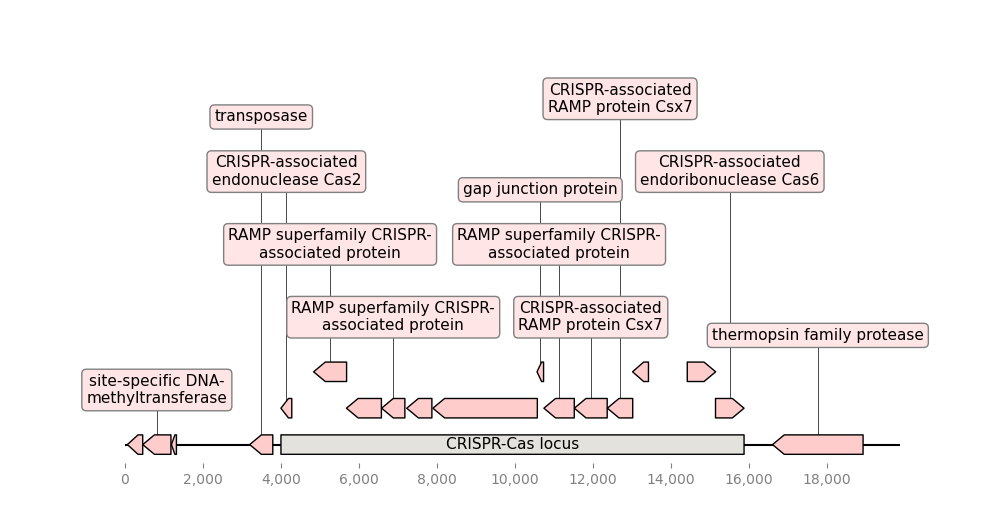 CRISPR-associated
RAMP protein Csx7
transposase
CRISPR-associated
endonuclease Cas2
CRISPR-associated
endoribonuclease Cas6
gap junction protein
RAMP superfamily CRISPR-
associated protein
RAMP superfamily CRISPR-
associated protein
RAMP superfamily CRISPR-
associated protein
CRISPR-associated
RAMP protein Csx7
thermopsin family protease
site-specific DNA-
methyltransferase
CRISPR-Cas locus
0 2,000 4,000 6,000 8,000 10,000 12,000 14,000 16,000 18,000